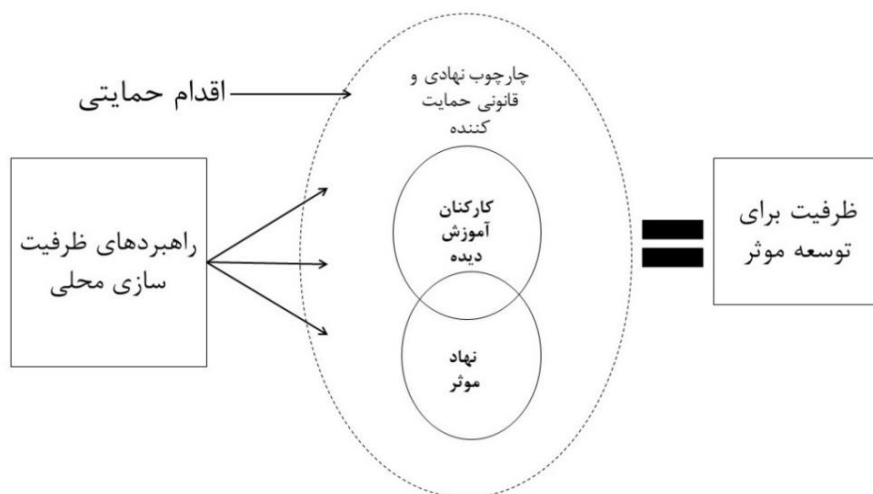 چارچوب نهادی و
قانونی حمایت
کننده
اقدام حمایتی
ظرفیت برای
توسعه موثر
کارکنان
آموزش
دیده
راهبردهای ظرفیت
سازی محلی
نهاد
موثر